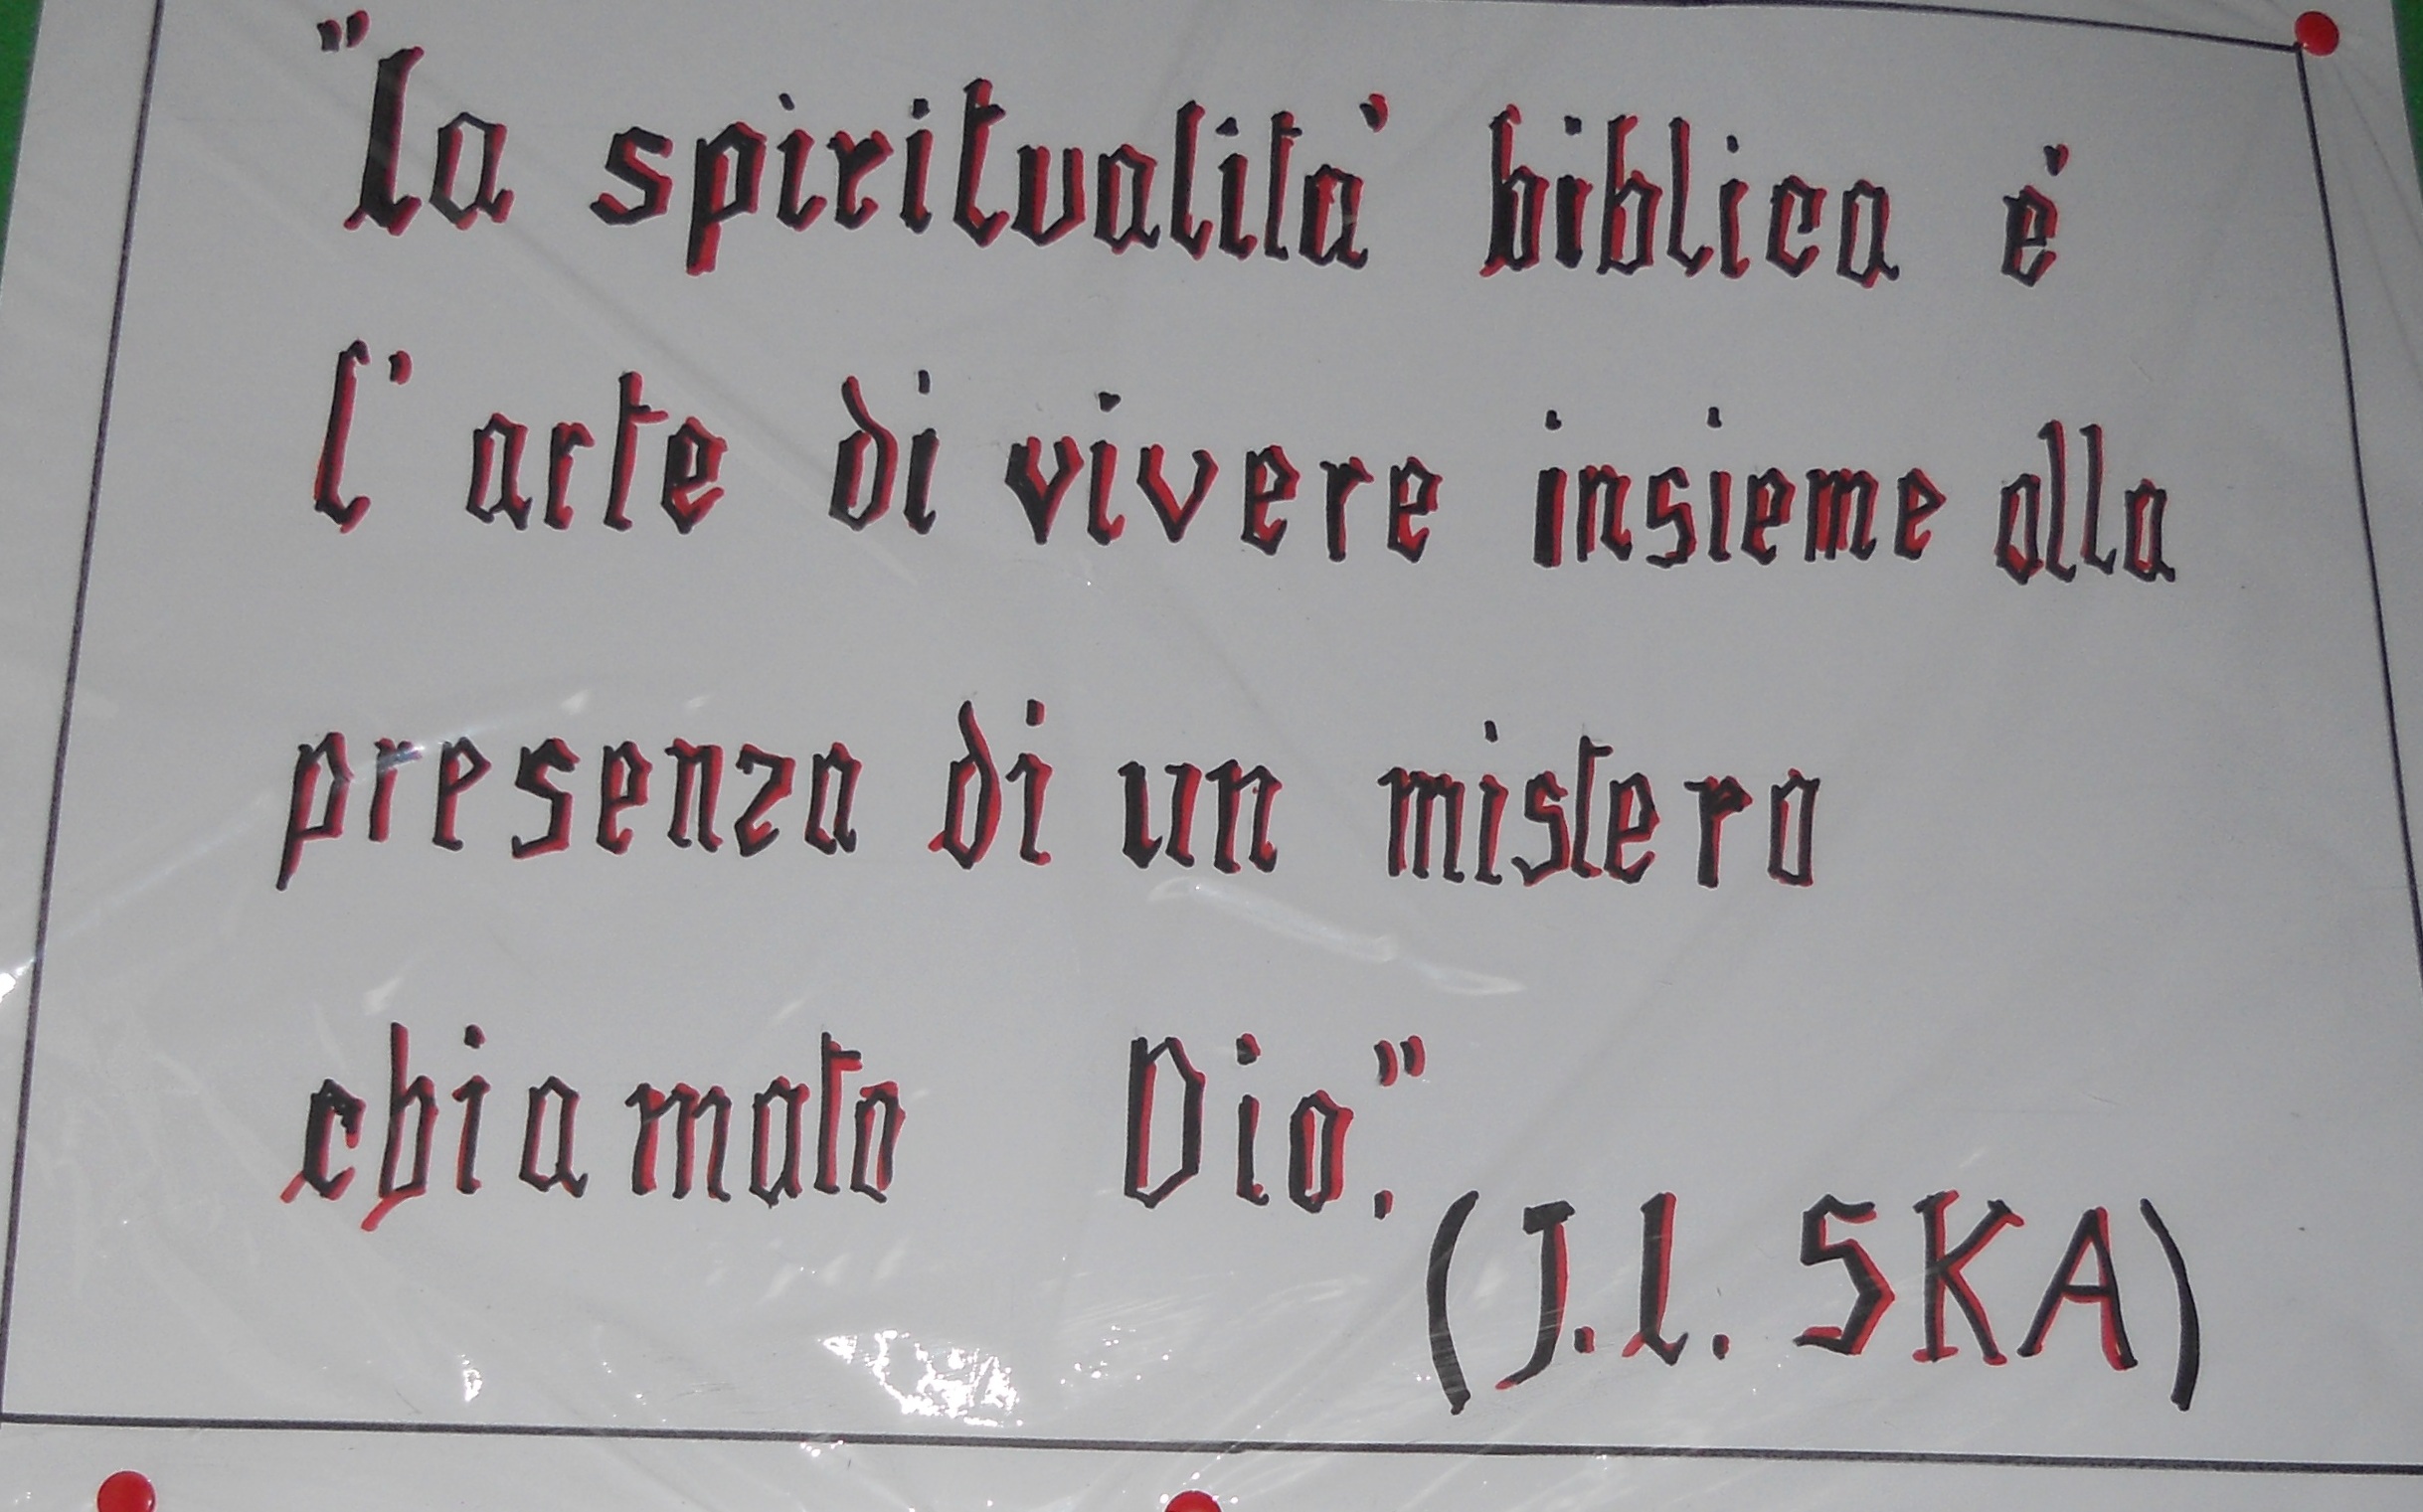 "La spiritualita' biblica e'
l'arte di vivere insieme alla
presenza di un mistero
chiamato Dio."
(J.L. SKA)